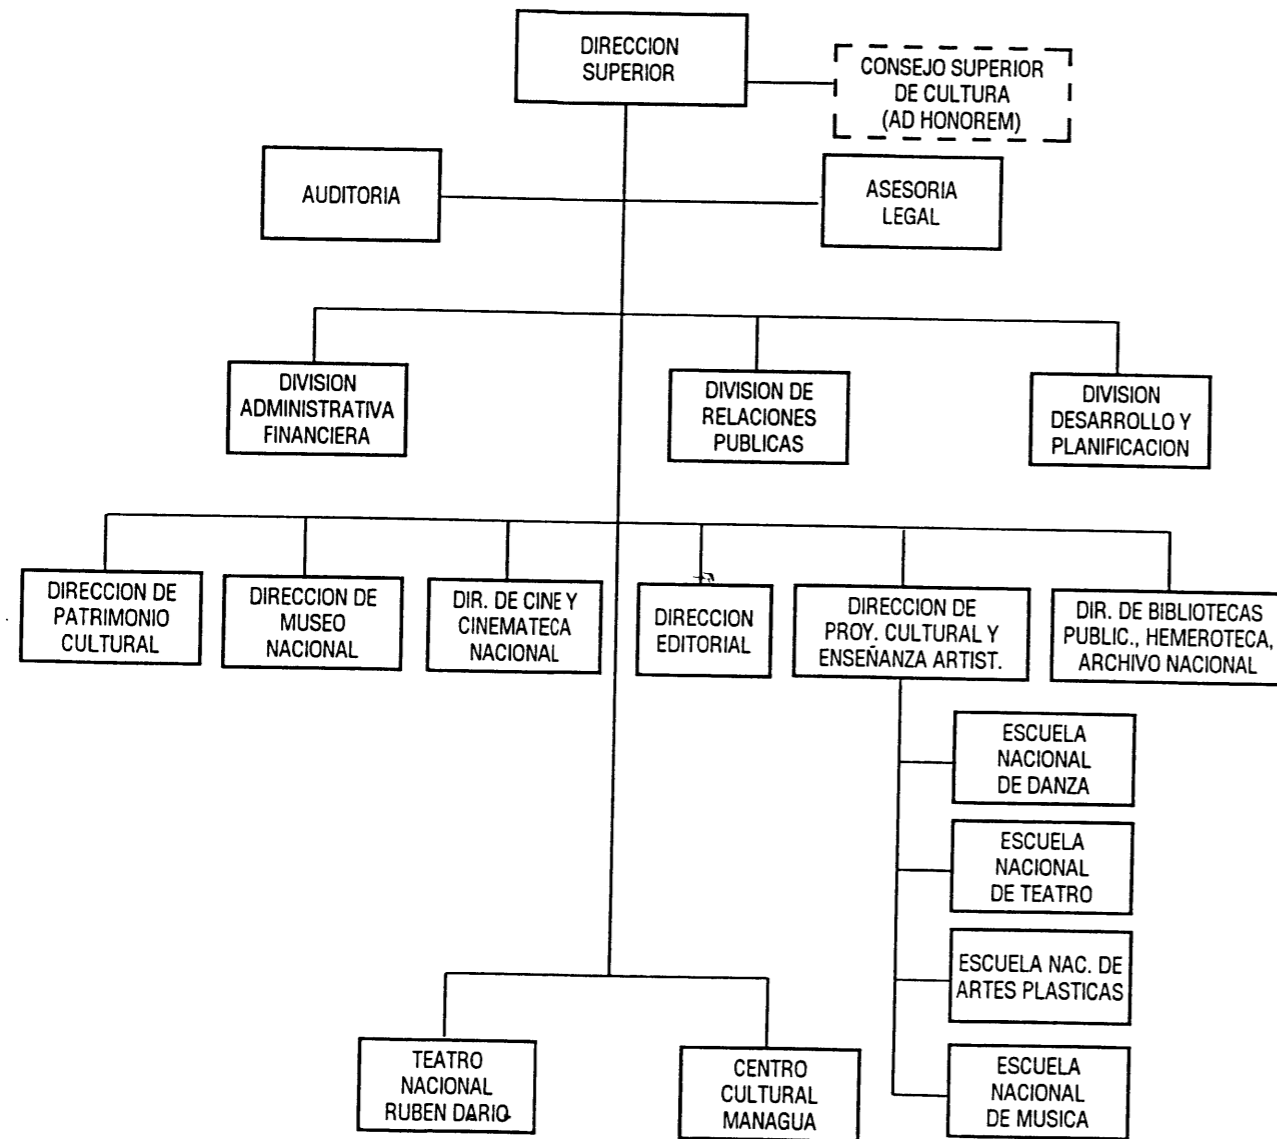 DIRECCION
SUPERIOR
CONSEJO SUPERIOR
DE CULTURA
(AD HONOREM)
AUDITORIA
ASESORIA
LEGAL
DIVISION
ADMINISTRATIVA
FINANCIERA
DIVISION DE
RELACIONES
PUBLICAS
DIVISION
DESARROLLO Y
PLANIFICACION
DIRECCION DE
PATRIMONIO
CULTURAL
DIRECCION DE
MUSEO
NACIONAL
DIR. DE CINE Y
CINEMATECA
NACIONAL
DIRECCION
EDITORIAL
DIRECCION DE
PROY. CULTURAL Y
ENSEÑANZA ARTIST.
DIR. DE BIBLIOTECAS
PUBLIC., HEMEROTECA,
ARCHIVO NACIONAL
ESCUELA
NACIONAL
DE DANZA
ESCUELA
NACIONAL
DE TEATRO
ESCUELA NAC. DE
ARTES PLASTICAS
ESCUELA
NACIONAL
DE MUSICA
TEATRO
NACIONAL
RUBEN DARIO
CENTRO
CULTURAL
MANAGUA